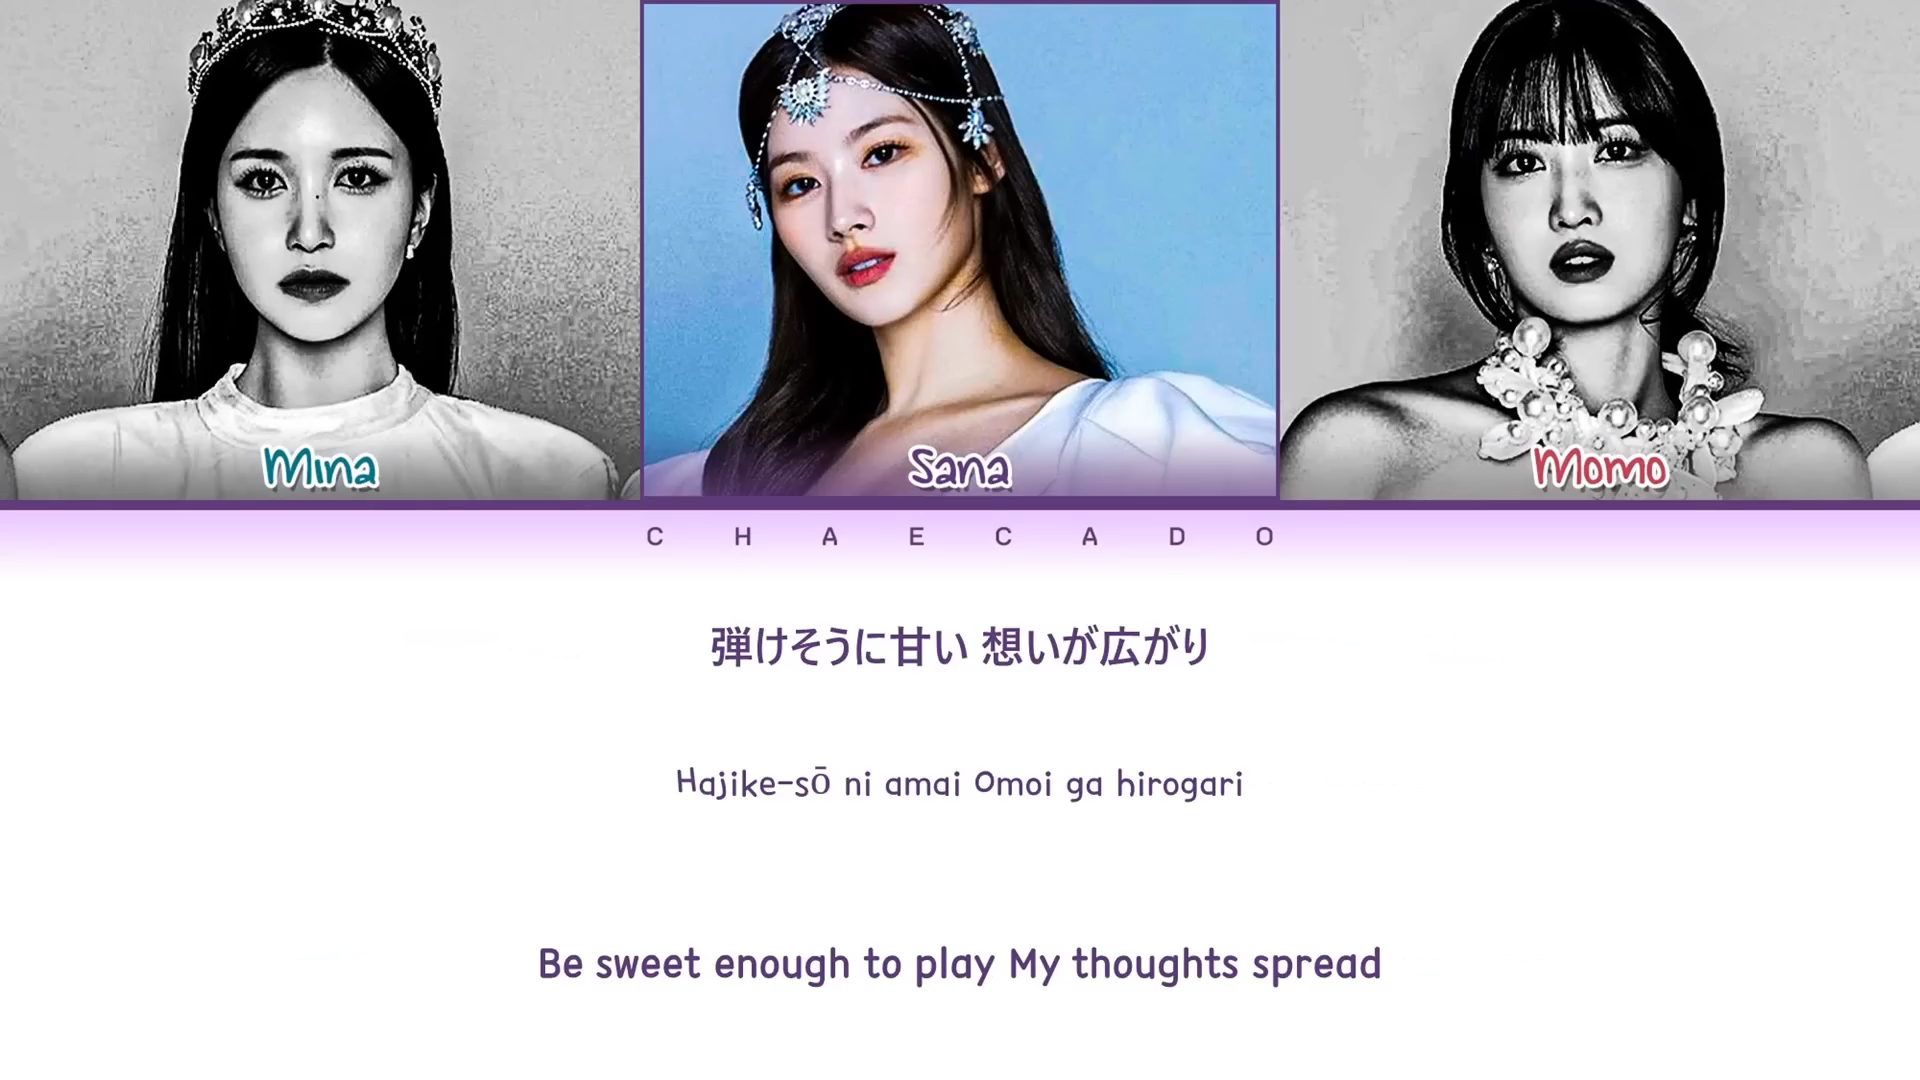 Mina
Sana
Momo
CHAECADO
弾けそうに甘い 想いが広がり
Hajike-sō ni amai Omoi ga hirogari
Be sweet enough to play My thoughts spread